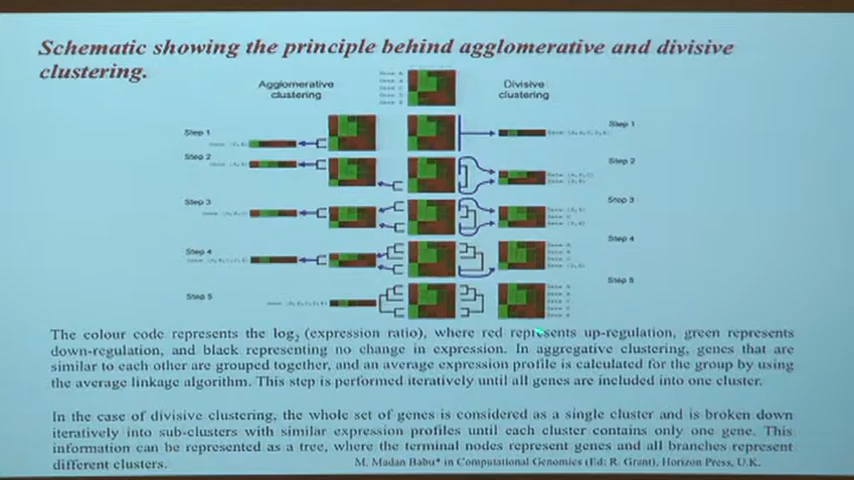 Schematic showing the principle behind agglomerative and divisive
clustering.
Agglomerative
clustering
Divisive
clustering
Step 1
Step 1
Step 2
Step 2
Step 3
Step 3
Step 4
Step 4
Step 5
Step 5
The colour code represents the log2 (expression ratio), where red represents up-regulation, green represents
down-regulation, and black representing no change in expression. In aggregative clustering, genes that are
similar to each other are grouped together, and an average expression profile is calculated for the group by using
the average linkage algorithm. This step is performed iteratively until all genes are included into one cluster.
In the case of divisive clustering, the whole set of genes is considered as a single cluster and is broken down
iteratively into sub-clusters with similar expression profiles until each cluster contains only one gene. This
information can be represented as a tree, where the terminal nodes represent genes and all branches represent
different clusters.
M. Madan Babu* in Computational Genomics (Ed: R. Grant), Horizon Press, U.K.